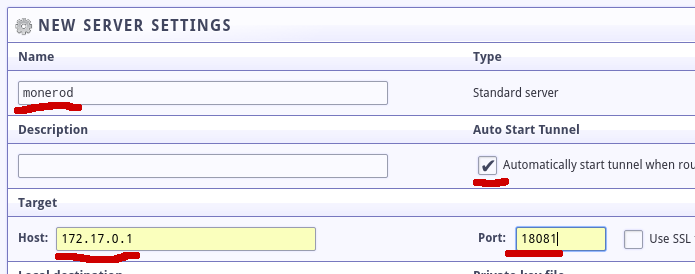 NEW SERVER SETTINGS
Name Type
monerod Standard server
Description Auto Start Tunnel
Automatically start tunnel when rou
Target
Host: 172.17.0.1 Port: 18081 Use SSL
Local destination Private key file